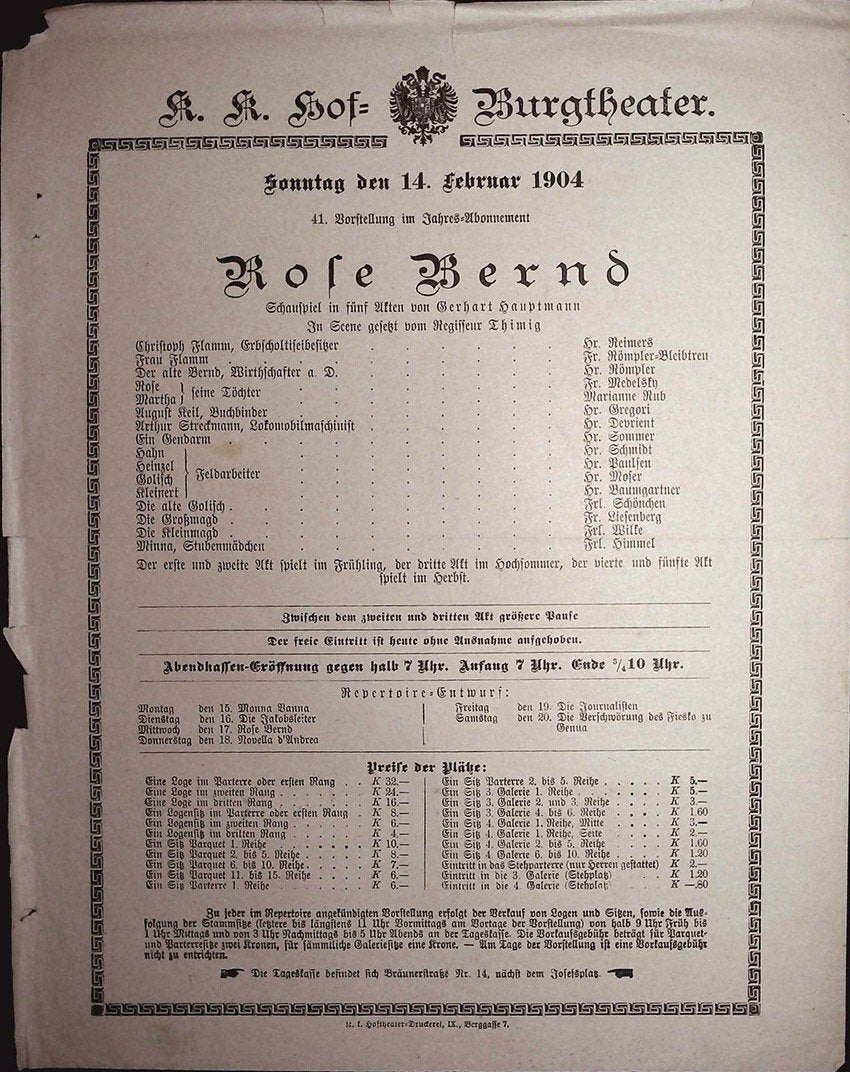 K. K. Hof= Burgtheater.
Sonntag den 14. Februar 1904
41. Vorstellung im Jahres=Abonnement
Rose Bernd
Schauspiel in fünf Akten von Gerhart Hauptmann
In Scene gesetzt vom Regisseur Thimig
Christoph Flamm, Erbscholtiseibesitzer . . . . . . . Hr. Reimers
Frau Flamm . . . . . . . . . Fr. Römpler=Bleibtreu
Der alte Bernd, Wirthschafter a. D. . . . . . . . Hr. Römpler
Rose } seine Töchter . . . . . . . . Fr. Medelsky
Martha } Marianne Rub
August Keil, Buchbinder . . . . . . . . Hr. Gregori
Arthur Streckmann, Lokomobilmaschinist . . . . . . Hr. Devrient
Ein Gendarm . . . . . . . . . Hr. Sommer
Hahn } Feldarbeiter . . . . . . . . Hr. Schmidt
Heinzel } Hr. Paulsen
Golisch } Hr. Moser
Kleinert } Hr. Baumgartner
Die alte Golisch . . . . . . . . . Frl. Schönchen
Die Großmagd . . . . . . . . . Fr. Liesenberg
Die Kleinmagd . . . . . . . . . Frl. Wilke
Minna, Stubenmädchen . . . . . . . . Frl. Himmel
Der erste und zweite Akt spielt im Frühling, der dritte Akt im Hochsommer, der vierte und fünfte Akt
spielt im Herbst.
Zwischen dem zweiten und dritten Akt größere Pause
Der freie Eintritt ist heute ohne Ausnahme aufgehoben.
Abendkassen=Eröffnung gegen halb 7 Uhr. Anfang 7 Uhr. Ende 3/4 10 Uhr.
Repertoire=Entwurf:
Montag den 15. Monna Vanna
Dienstag den 16. Die Jakobsleiter
Mittwoch den 17. Rose Bernd
Donnerstag den 18. Novella d'Andrea
Freitag den 19. Die Journalisten
Samstag den 20. Die Verschwörung des Fiesko zu
Genua
Preise der Plätze:
Eine Loge im Parterre oder ersten Rang . . K 32.—
Eine Loge im zweiten Rang . . . . . . K 24.—
Eine Loge im dritten Rang . . . . . . K 16.—
Ein Logensitz im Parterre oder ersten Rang . K 8.—
Ein Logensitz im zweiten Rang . . . . . K 6.—
Ein Logensitz im dritten Rang . . . . . K 4.—
Ein Sitz Parquet 1. Reihe . . . . . . K 10.—
Ein Sitz Parquet 2. bis 5. Reihe . . . . K 8.—
Ein Sitz Parquet 6. bis 10. Reihe . . . . K 7.—
Ein Sitz Parquet 11. bis 15. Reihe . . . . K 6.—
Ein Sitz Parterre 1. Reihe . . . . . . K 6.—
Ein Sitz Parterre 2. bis 5. Reihe . . . . . K 5.—
Ein Sitz 3. Galerie 1. Reihe . . . . . . K 5.—
Ein Sitz 3. Galerie 2. und 3. Reihe . . . . K 3.—
Ein Sitz 3. Galerie 4. bis 6. Reihe . . . . K 1.60
Ein Sitz 4. Galerie 1. Reihe, Mitte . . . . K 3.—
Ein Sitz 4. Galerie 1. Reihe, Seite . . . . K 2.—
Ein Sitz 4. Galerie 2. bis 5. Reihe . . . . K 1.60
Ein Sitz 4. Galerie 6. bis 10. Reihe . . . . K 1.20
Eintritt in das Stehparterre (nur Herren gestattet) K 2.—
Eintritt in die 3. Galerie (Stehplatz) . . . K 1.20
Eintritt in die 4. Galerie (Stehplatz) . . . K —.80
Zu jeder im Repertoire angekündigten Vorstellung erfolgt der Verkauf von Logen und Sitzen, sowie die Aus=
folgung der Stammsitze (letztere bis längstens 11 Uhr Vormittags am Vortage der Vorstellung) von halb 9 Uhr Früh bis
1 Uhr Mittags und von 3 Uhr Nachmittags bis 5 Uhr Abends an der Tageskasse. Die Vorkaufsgebühr beträgt für Parquet=
und Parterresitze zwei Kronen, für sämmtliche Galeriesitze eine Krone. — Am Tage der Vorstellung ist eine Vorkaufsgebühr
nicht zu entrichten.
Die Tageskasse befindet sich Bräunerstraße Nr. 14, nächst dem Josefsplatz.
K. k. Hoftheater=Druckerei, IX., Berggasse 7.